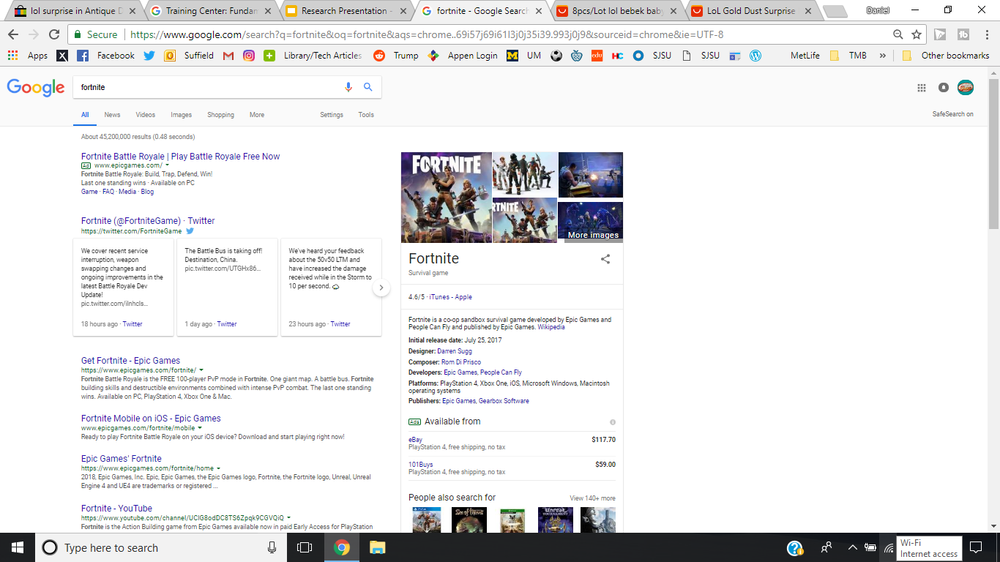 lol surprise in Antique D
Training Center: Fundam
Research Presentation -
fortnite - Google Search
8pcs/Lot lol bebek baby
LoL Gold Dust Surprise
Daniel
Secure
https://www.google.com/search?q=fortnite&oq=fortnite&aqs=chrome..69i57j69i61l3j0j35i39.993j0j9&sourceid=chrome&ie=UTF-8
Apps
Facebook
Suffield
Library/Tech Articles
Trump
Appen Login
UM
SJSU
SJSU
MetLife
TMB
»
Other bookmarks
Google
fortnite
All
News
Videos
Images
Shopping
More
Settings
Tools
SafeSearch on
About 45,200,000 results (0.48 seconds)
Fortnite Battle Royale | Play Battle Royale Free Now
Ad www.epicgames.com/
Fortnite Battle Royale: Build, Trap, Defend, Win!
Last one standing wins · Available on PC
Game · FAQ · Media · Blog
Fortnite (@FortniteGame) · Twitter
https://twitter.com/FortniteGame
We cover recent service
interruption, weapon
swapping changes and
ongoing improvements in the
latest Battle Royale Dev
Update!
pic.twitter.com/ilnhcls...
18 hours ago · Twitter
The Battle Bus is taking off!
Destination, China.
pic.twitter.com/UTGHx86...
1 day ago · Twitter
We've heard your feedback
about the 50v50 LTM and
have increased the damage
received while in the Storm to
10 per second.
23 hours ago · Twitter
Get Fortnite - Epic Games
https://www.epicgames.com/fortnite/
Fortnite Battle Royale is the FREE 100-player PvP mode in Fortnite. One giant map. A battle bus. Fortnite
building skills and destructible environments combined with intense PvP combat. The last one standing
wins. Available on PC, PlayStation 4, Xbox One & Mac.
Fortnite Mobile on iOS - Epic Games
www.epicgames.com/fortnite/mobile
Ready to play Fortnite Battle Royale on your iOS device? Download and start playing right now!
Epic Games' Fortnite
https://www.epicgames.com/fortnite/home
2018, Epic Games, Inc. Epic, Epic Games, the Epic Games logo, Fortnite, the Fortnite logo, Unreal, Unreal
Engine 4 and UE4 are trademarks or registered ...
Fortnite - YouTube
https://www.youtube.com/channel/UClG8odDC8TS6Zpqk9CGVQiQ
Fortnite is the Action Building game from Epic Games available now in paid Early Access for PlayStation
FORTNITE
RTNITE
More images
Fortnite
Survival game
4.6/5 · iTunes - Apple
Fortnite is a co-op sandbox survival game developed by Epic Games and
People Can Fly and published by Epic Games. Wikipedia
Initial release date: July 25, 2017
Designer: Darren Sugg
Composer: Rom Di Prisco
Developers: Epic Games, People Can Fly
Platforms: PlayStation 4, Xbox One, iOS, Microsoft Windows, Macintosh
operating systems
Publishers: Epic Games, Gearbox Software
Ads Available from
eBay $117.70
PlayStation 4, free shipping, no tax
101Buys $59.00
PlayStation 4, free shipping, no tax
People also search for
View 140+ more
Type here to search
Wi-Fi
Internet access